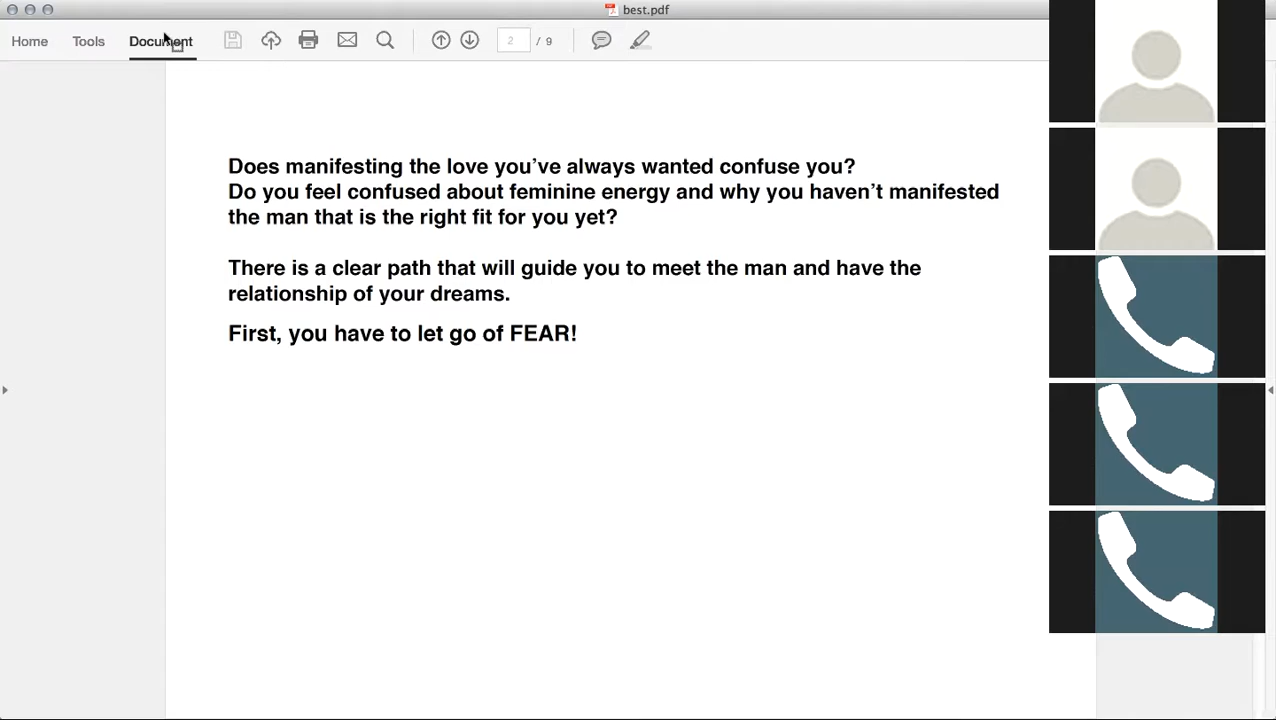 best.pdf
Home Tools Document 2 / 9
Does manifesting the love you've always wanted confuse you?
Do you feel confused about feminine energy and why you haven't manifested
the man that is the right fit for you yet?
There is a clear path that will guide you to meet the man and have the
relationship of your dreams.
First, you have to let go of FEAR!